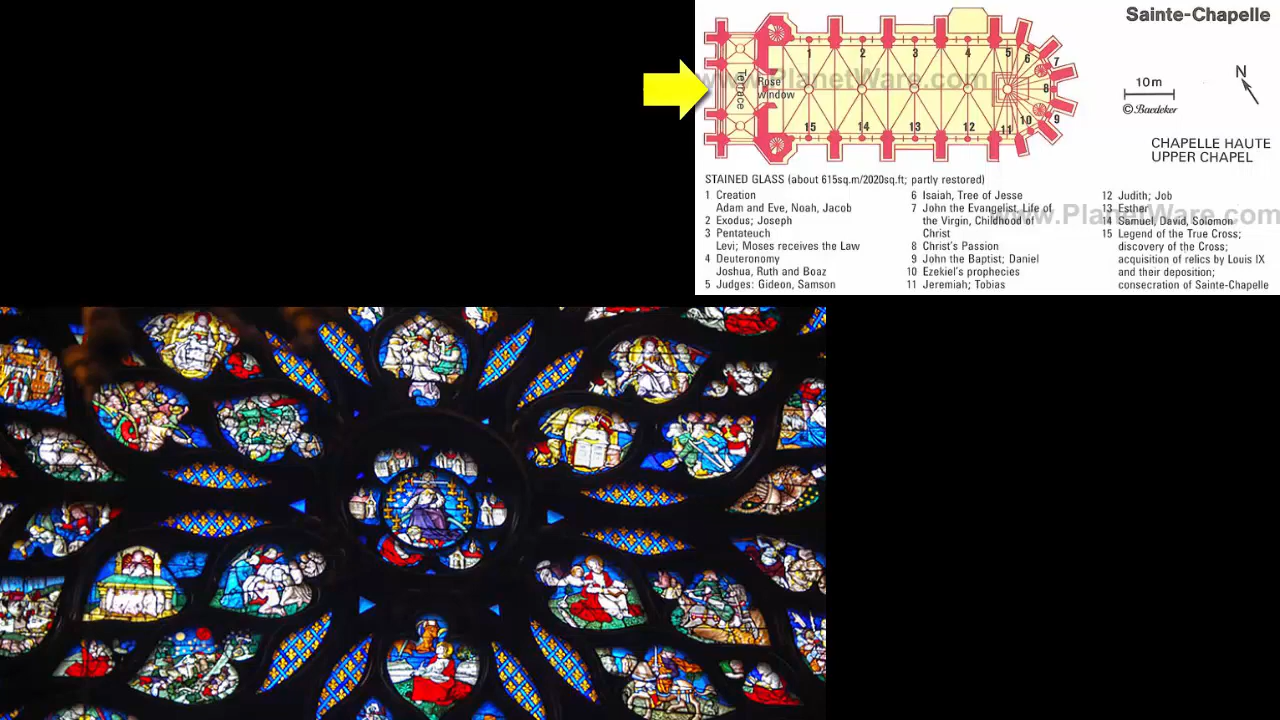 Sainte-Chapelle
www.PlanetWare.com
Terrace
Rose
window
1
2
3
4
5
6
7
8
9
10
11
12
13
14
15
10m
N
© Baedeker
CHAPELLE HAUTE
UPPER CHAPEL
STAINED GLASS (about 615sq.m/2020sq.ft; partly restored)
1 Creation
Adam and Eve, Noah, Jacob
2 Exodus; Joseph
3 Pentateuch
Levi; Moses receives the Law
4 Deuteronomy
Joshua, Ruth and Boaz
5 Judges: Gideon, Samson
6 Isaiah, Tree of Jesse
7 John the Evangelist, Life of
the Virgin, Childhood of
Christ
8 Christ's Passion
9 John the Baptist; Daniel
10 Ezekiel's prophecies
11 Jeremiah; Tobias
12 Judith; Job
13 Esther
14 Samuel, David, Solomon
15 Legend of the True Cross;
discovery of the Cross;
acquisition of relics by Louis IX
and their deposition;
consecration of Sainte-Chapelle
www.PlanetWare.com